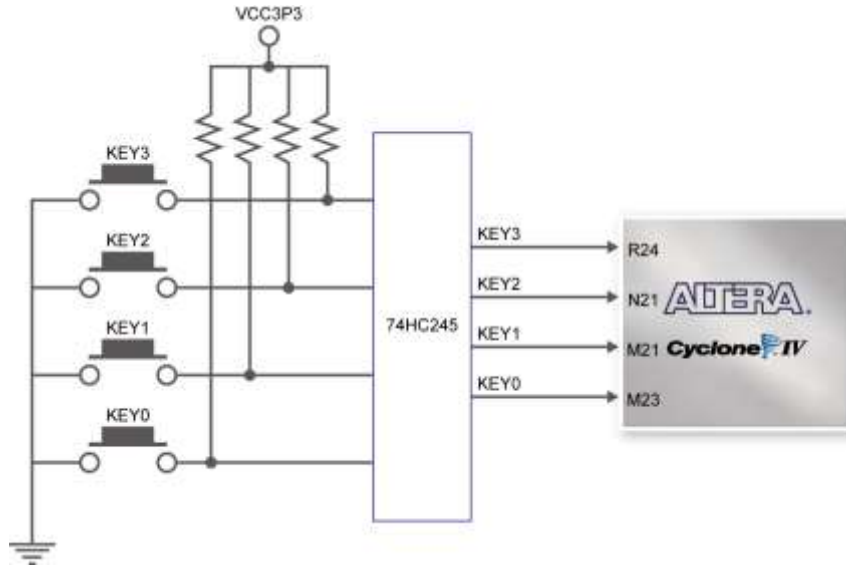 VCC3P3
KEY3
KEY2
KEY1
KEY0
74HC245
KEY3
KEY2
KEY1
KEY0
R24
N21
M21
M23
ALTERA.
Cyclone IV